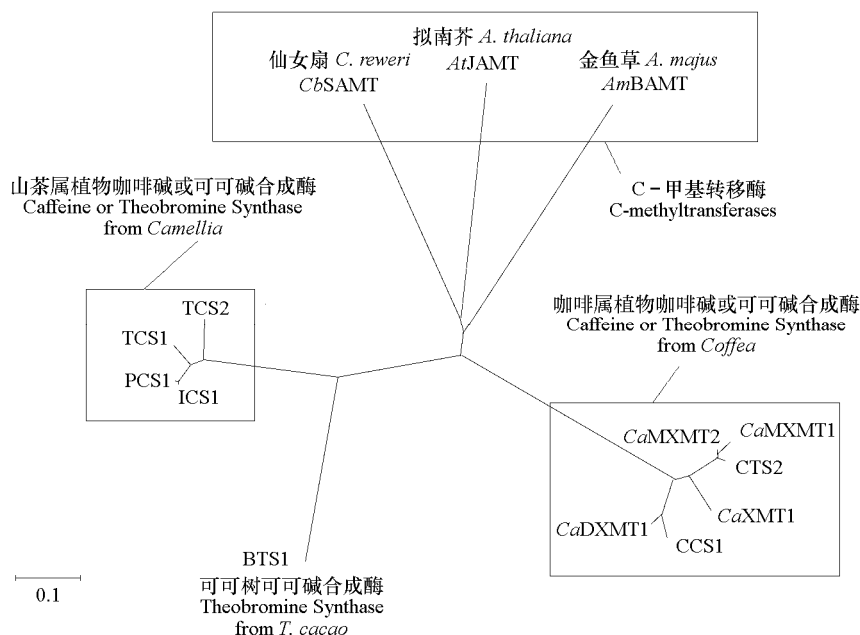 拟南芥 A. thaliana
AtJAMT
仙女扇 C. reweri
CbSAMT
金鱼草 A. majus
AmBAMT
C-甲基转移酶
C-methyltransferases
山茶属植物咖啡碱或可可碱合成酶
Caffeine or Theobromine Synthase
from Camellia
TCS2
TCS1
PCS1
ICS1
咖啡属植物咖啡碱或可可碱合成酶
Caffeine or Theobromine Synthase
from Coffea
CaMXMT2
CaMXMT1
CTS2
CaXMT1
CaDXMT1
CCS1
BTS1
可可树可可碱合成酶
Theobromine Synthase
from T. cacao
0.1